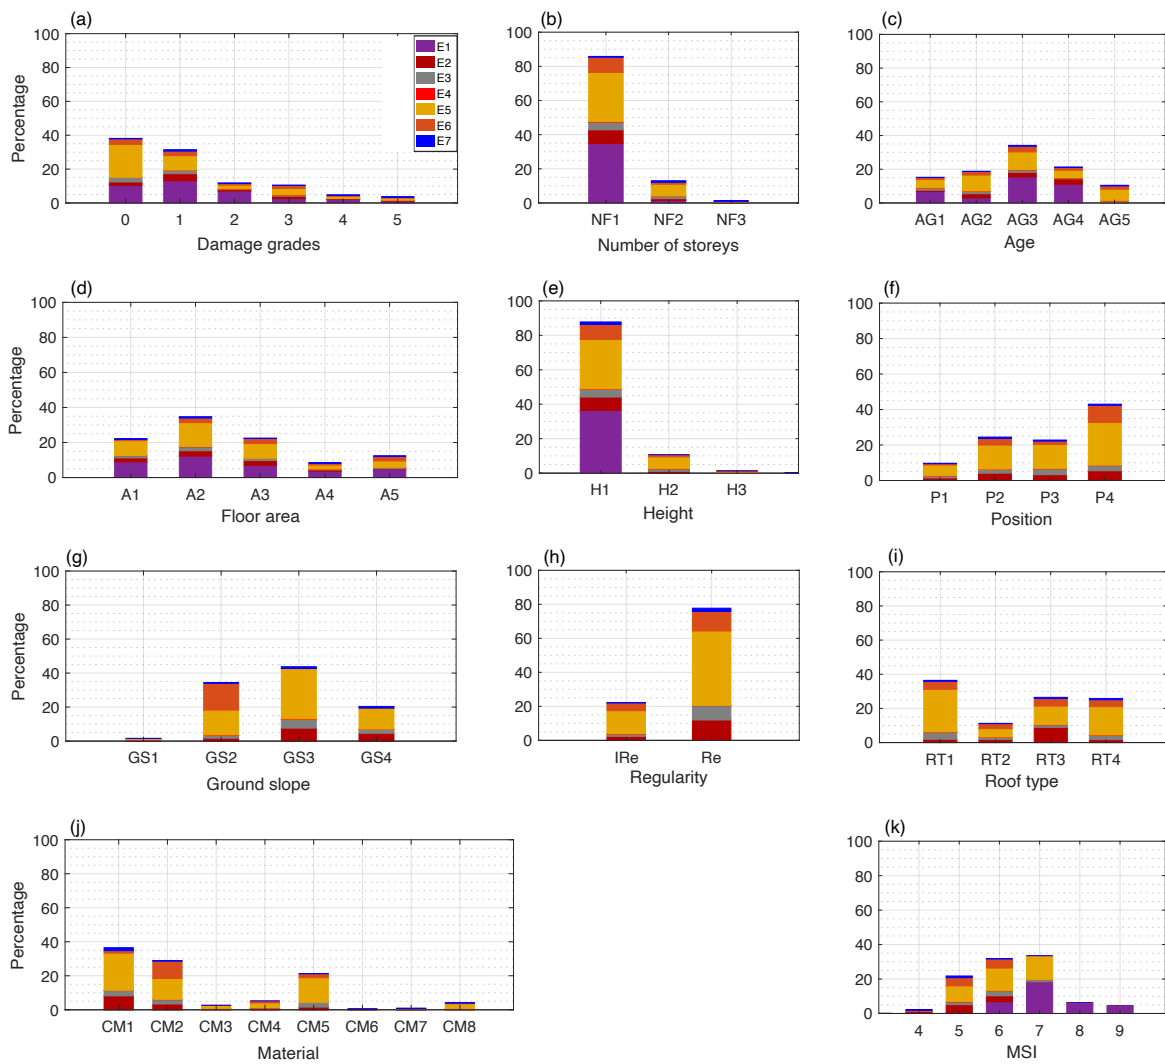 (a)
(b)
(c)
100
80
60
40
20
0
Percentage
E1
E2
E3
E4
E5
E6
E7
0 1 2 3 4 5
Damage grades
100
80
60
40
20
0
NF1 NF2 NF3
Number of storeys
100
80
60
40
20
0
AG1 AG2 AG3 AG4 AG5
Age
(d)
(e)
(f)
100
80
60
40
20
0
Percentage
A1 A2 A3 A4 A5
Floor area
100
80
60
40
20
0
H1 H2 H3
Height
100
80
60
40
20
0
P1 P2 P3 P4
Position
(g)
(h)
(i)
100
80
60
40
20
0
Percentage
GS1 GS2 GS3 GS4
Ground slope
100
80
60
40
20
0
IRe Re
Regularity
100
80
60
40
20
0
RT1 RT2 RT3 RT4
Roof type
(j)
(k)
100
80
60
40
20
0
Percentage
CM1 CM2 CM3 CM4 CM5 CM6 CM7 CM8
Material
100
80
60
40
20
0
4 5 6 7 8 9
MSI